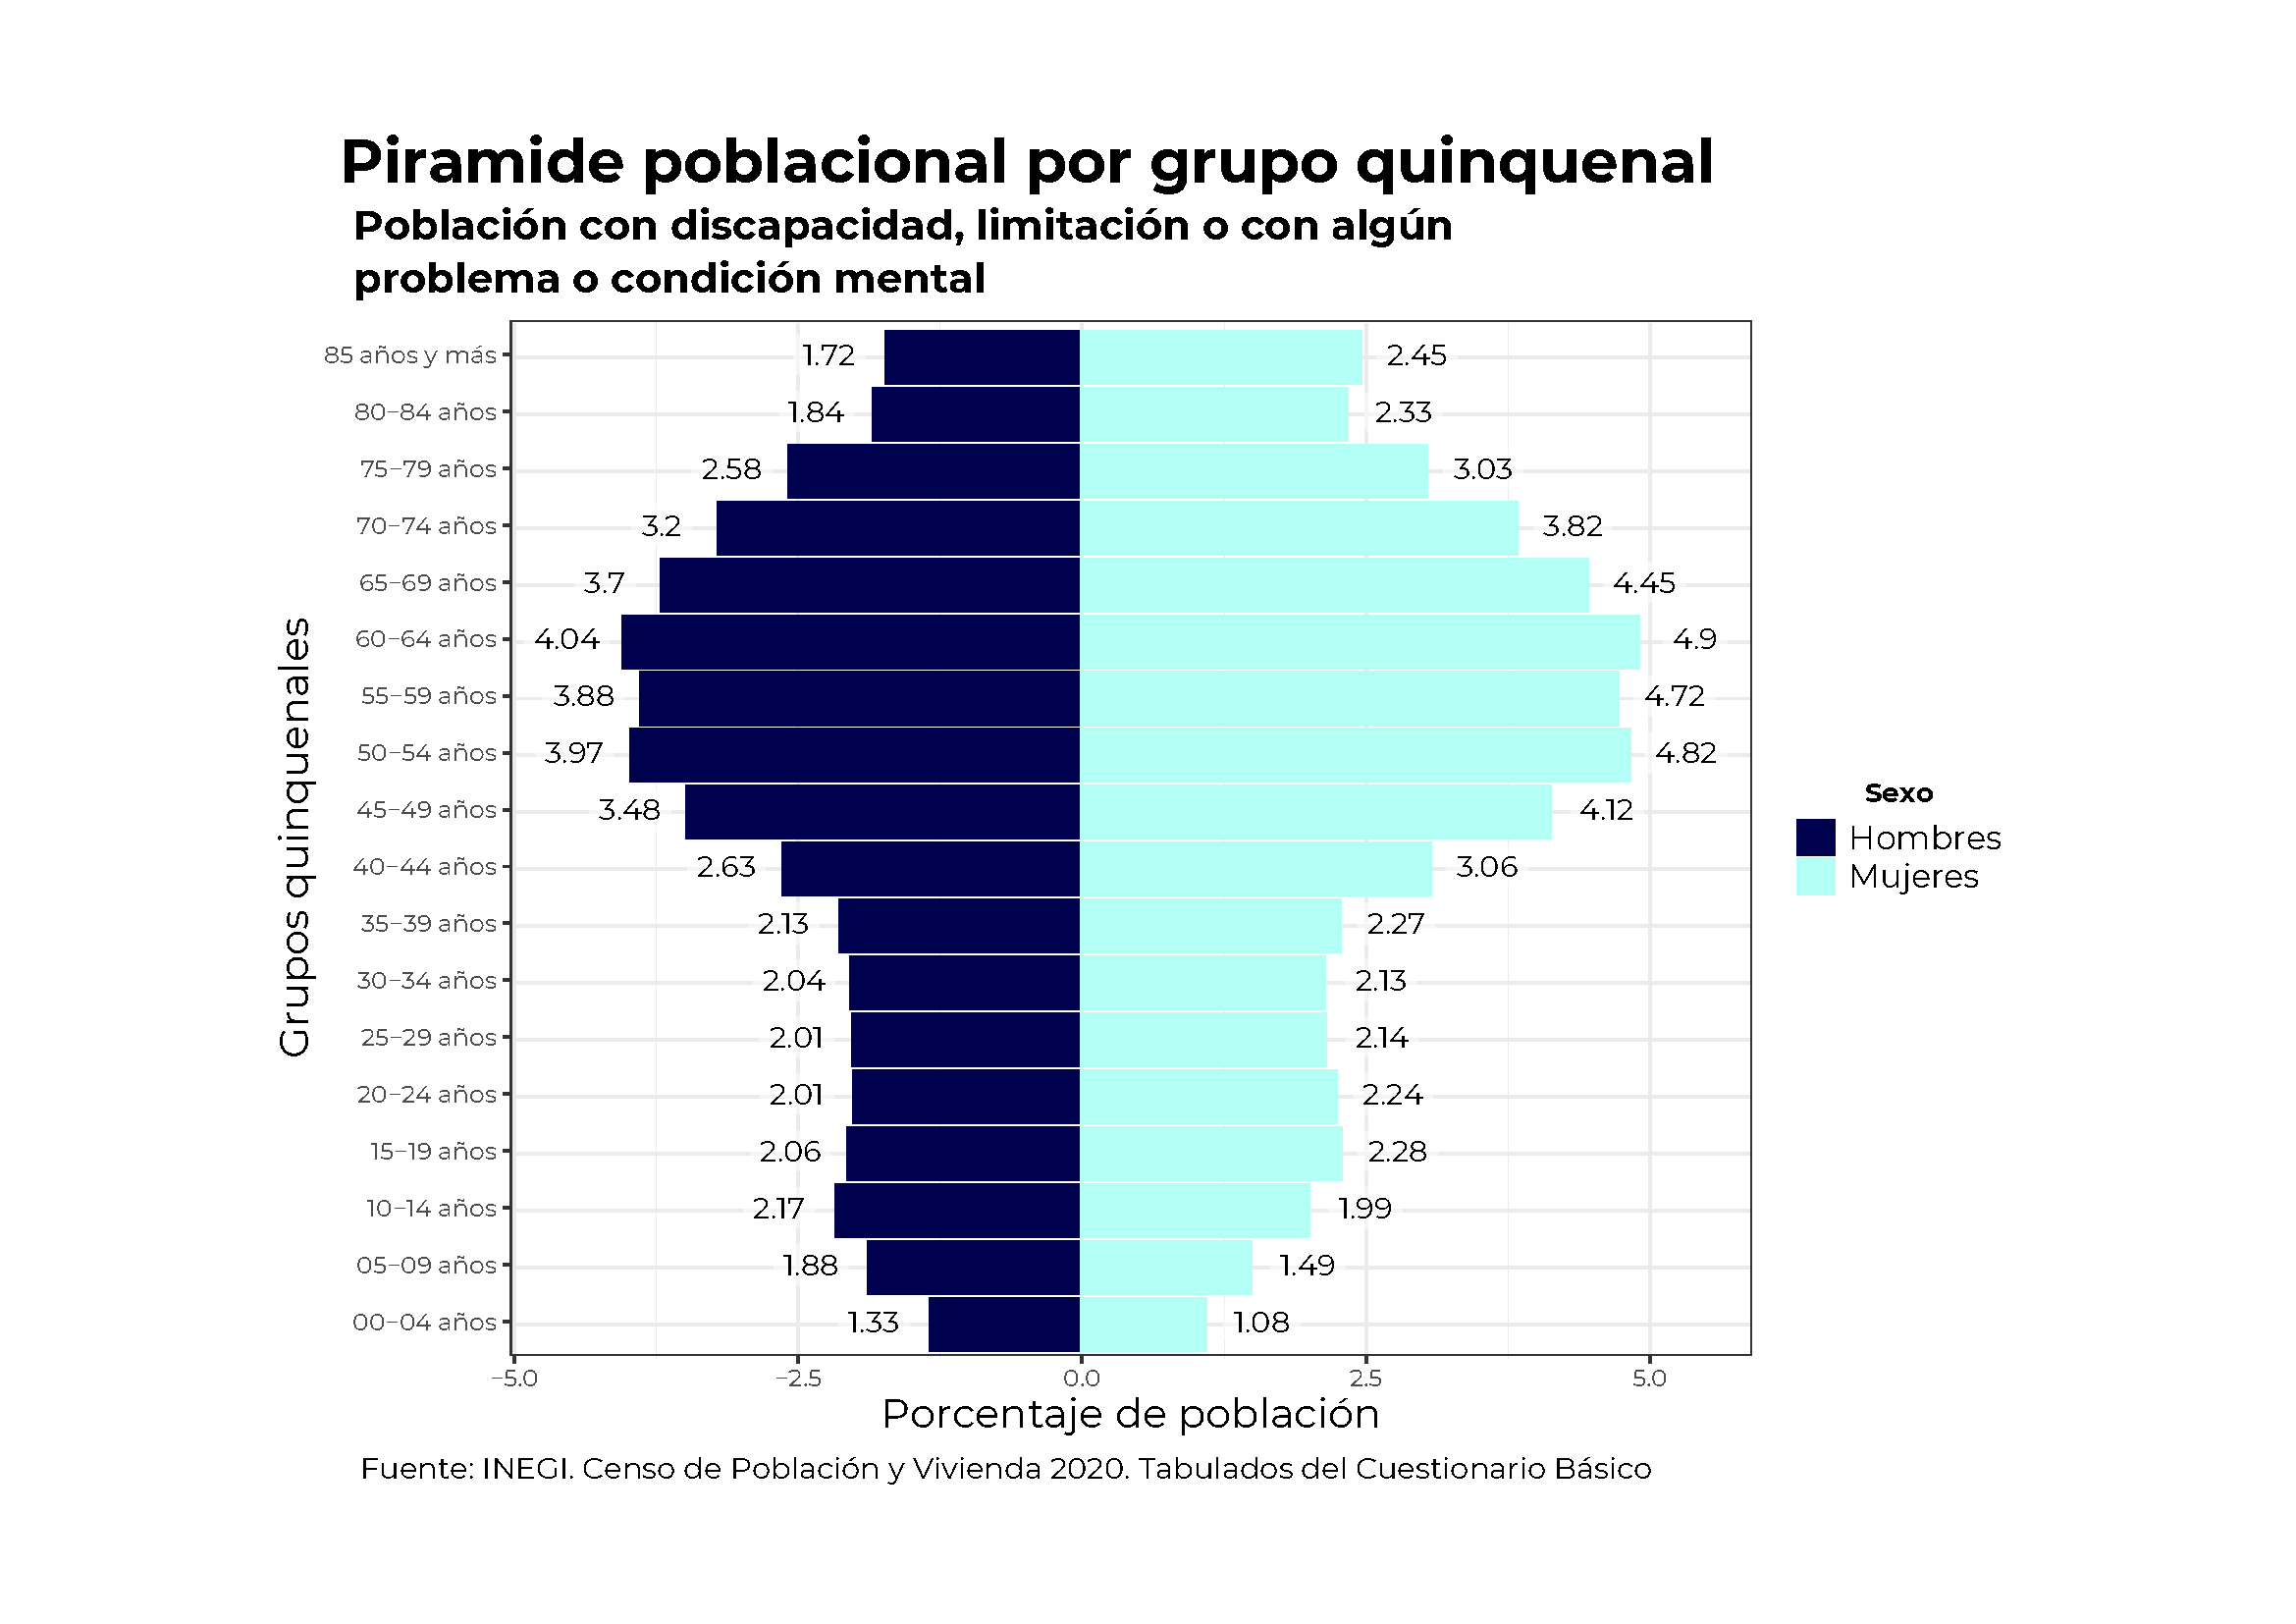 Piramide poblacional por grupo quinquenal
Población con discapacidad, limitación o con algún
problema o condición mental
Grupos quinquenales
85 años y más 1.72 2.45
80-84 años 1.84 2.33
75-79 años 2.58 3.03
70-74 años 3.2 3.82
65-69 años 3.7 4.45
60-64 años 4.04 4.9
55-59 años 3.88 4.72
50-54 años 3.97 4.82
45-49 años 3.48 4.12
40-44 años 2.63 3.06
35-39 años 2.13 2.27
30-34 años 2.04 2.13
25-29 años 2.01 2.14
20-24 años 2.01 2.24
15-19 años 2.06 2.28
10-14 años 2.17 1.99
05-09 años 1.88 1.49
00-04 años 1.33 1.08
-5.0 -2.5 0.0 2.5 5.0
Porcentaje de población
Sexo
Hombres
Mujeres
Fuente: INEGI. Censo de Población y Vivienda 2020. Tabulados del Cuestionario Básico